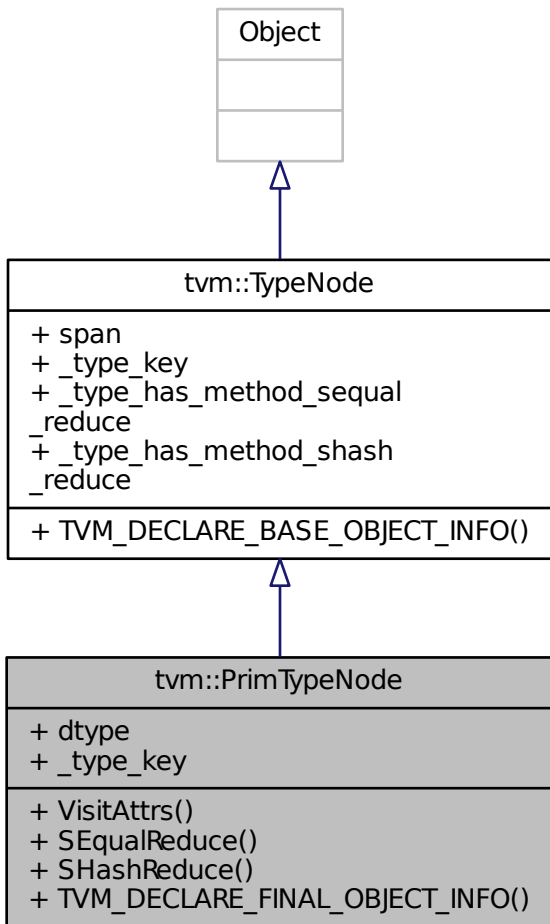 Object
tvm::TypeNode
+ span
+ _type_key
+ _type_has_method_sequal
_reduce
+ _type_has_method_shash
_reduce
+ TVM_DECLARE_BASE_OBJECT_INFO()
tvm::PrimTypeNode
+ dtype
+ _type_key
+ VisitAttrs()
+ SEqualReduce()
+ SHashReduce()
+ TVM_DECLARE_FINAL_OBJECT_INFO()